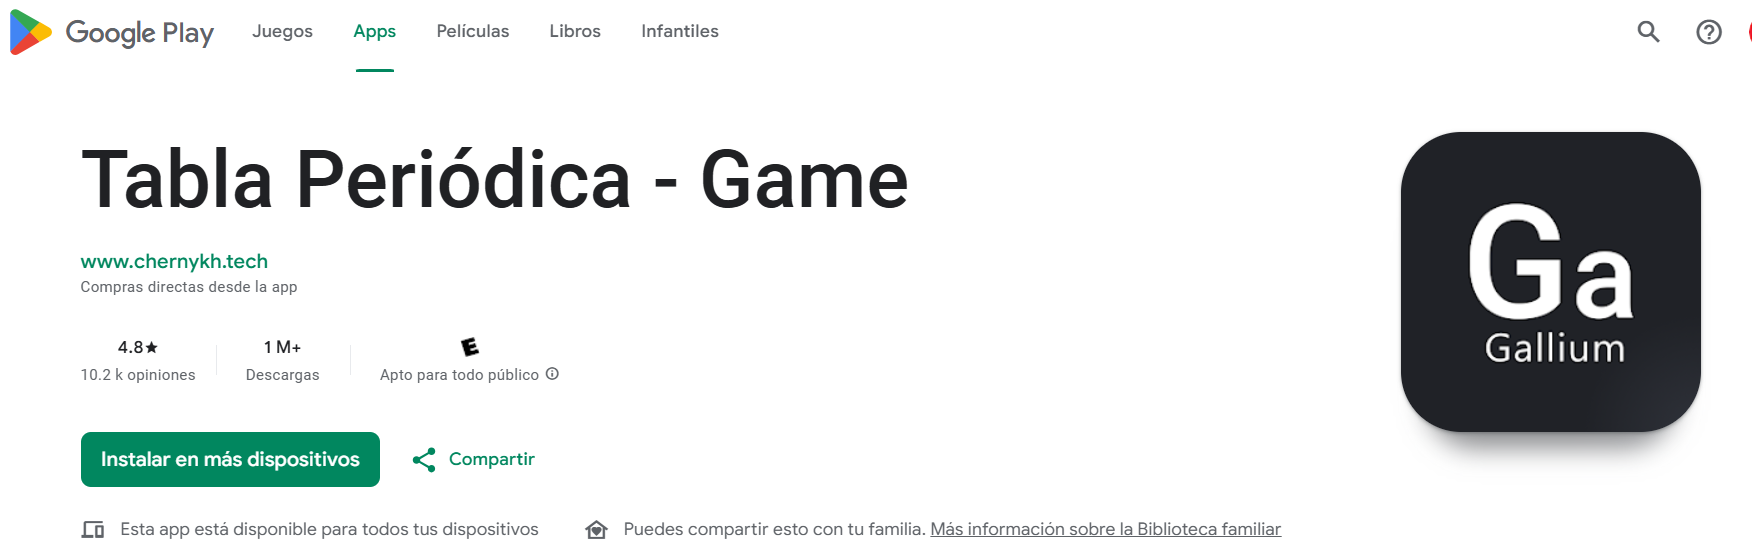 Google Play Juegos Apps Películas Libros Infantiles
Tabla Periódica - Game
www.chernykh.tech
Compras directas desde la app
4.8★ 1 M+ E
10.2 k opiniones Descargas Apto para todo público
Instalar en más dispositivos Compartir
Esta app está disponible para todos tus dispositivos Puedes compartir esto con tu familia. Más información sobre la Biblioteca familiar
Ga
Gallium